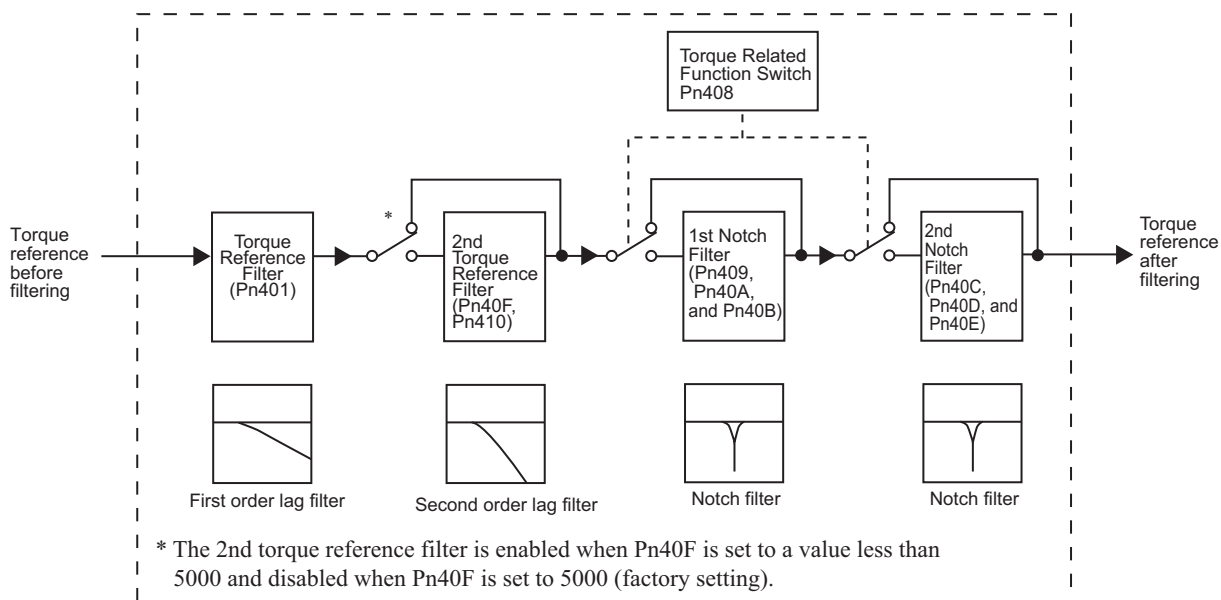 Torque Related
Function Switch
Pn408
Torque
reference
before
filtering
Torque
Reference
Filter
(Pn401)
*
2nd
Torque
Reference
Filter
(Pn40F,
Pn410)
1st Notch
Filter
(Pn409,
Pn40A,
and Pn40B)
2nd
Notch
Filter
(Pn40C,
Pn40D, and
Pn40E)
Torque
reference
after
filtering
First order lag filter
Second order lag filter
Notch filter
Notch filter
* The 2nd torque reference filter is enabled when Pn40F is set to a value less than
5000 and disabled when Pn40F is set to 5000 (factory setting).